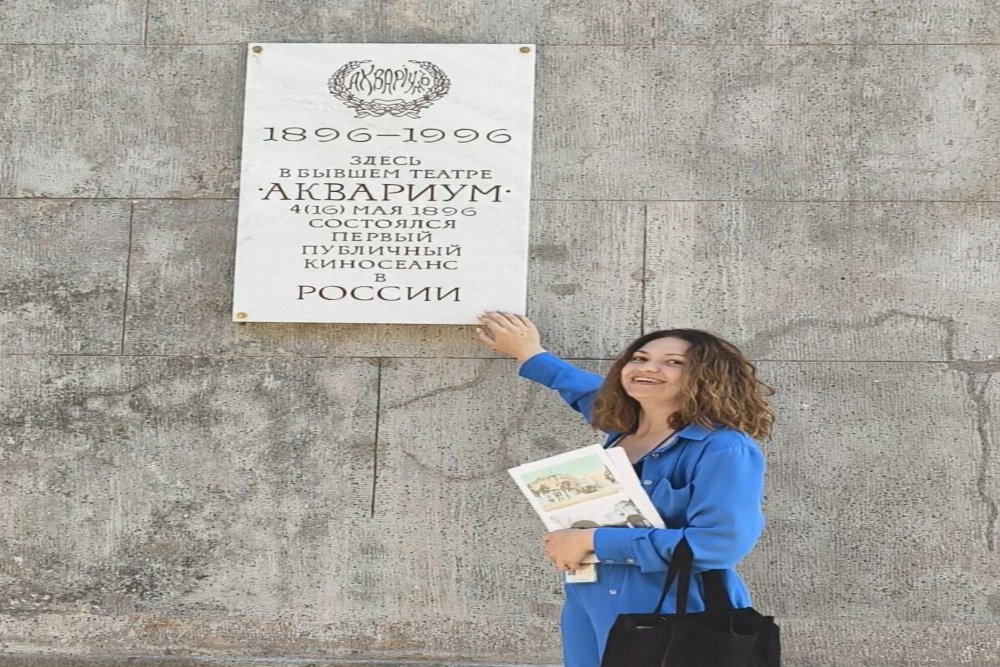 АКВАРІУМЪ
1896–1996
ЗДЕСЬ
В БЫВШЕМ ТЕАТРЕ
·АКВАРИУМ·
4(16) МАЯ 1896
СОСТОЯЛСЯ
ПЕРВЫЙ
ПУБЛИЧНЫЙ
КИНОСЕАНС
В
РОССИИ